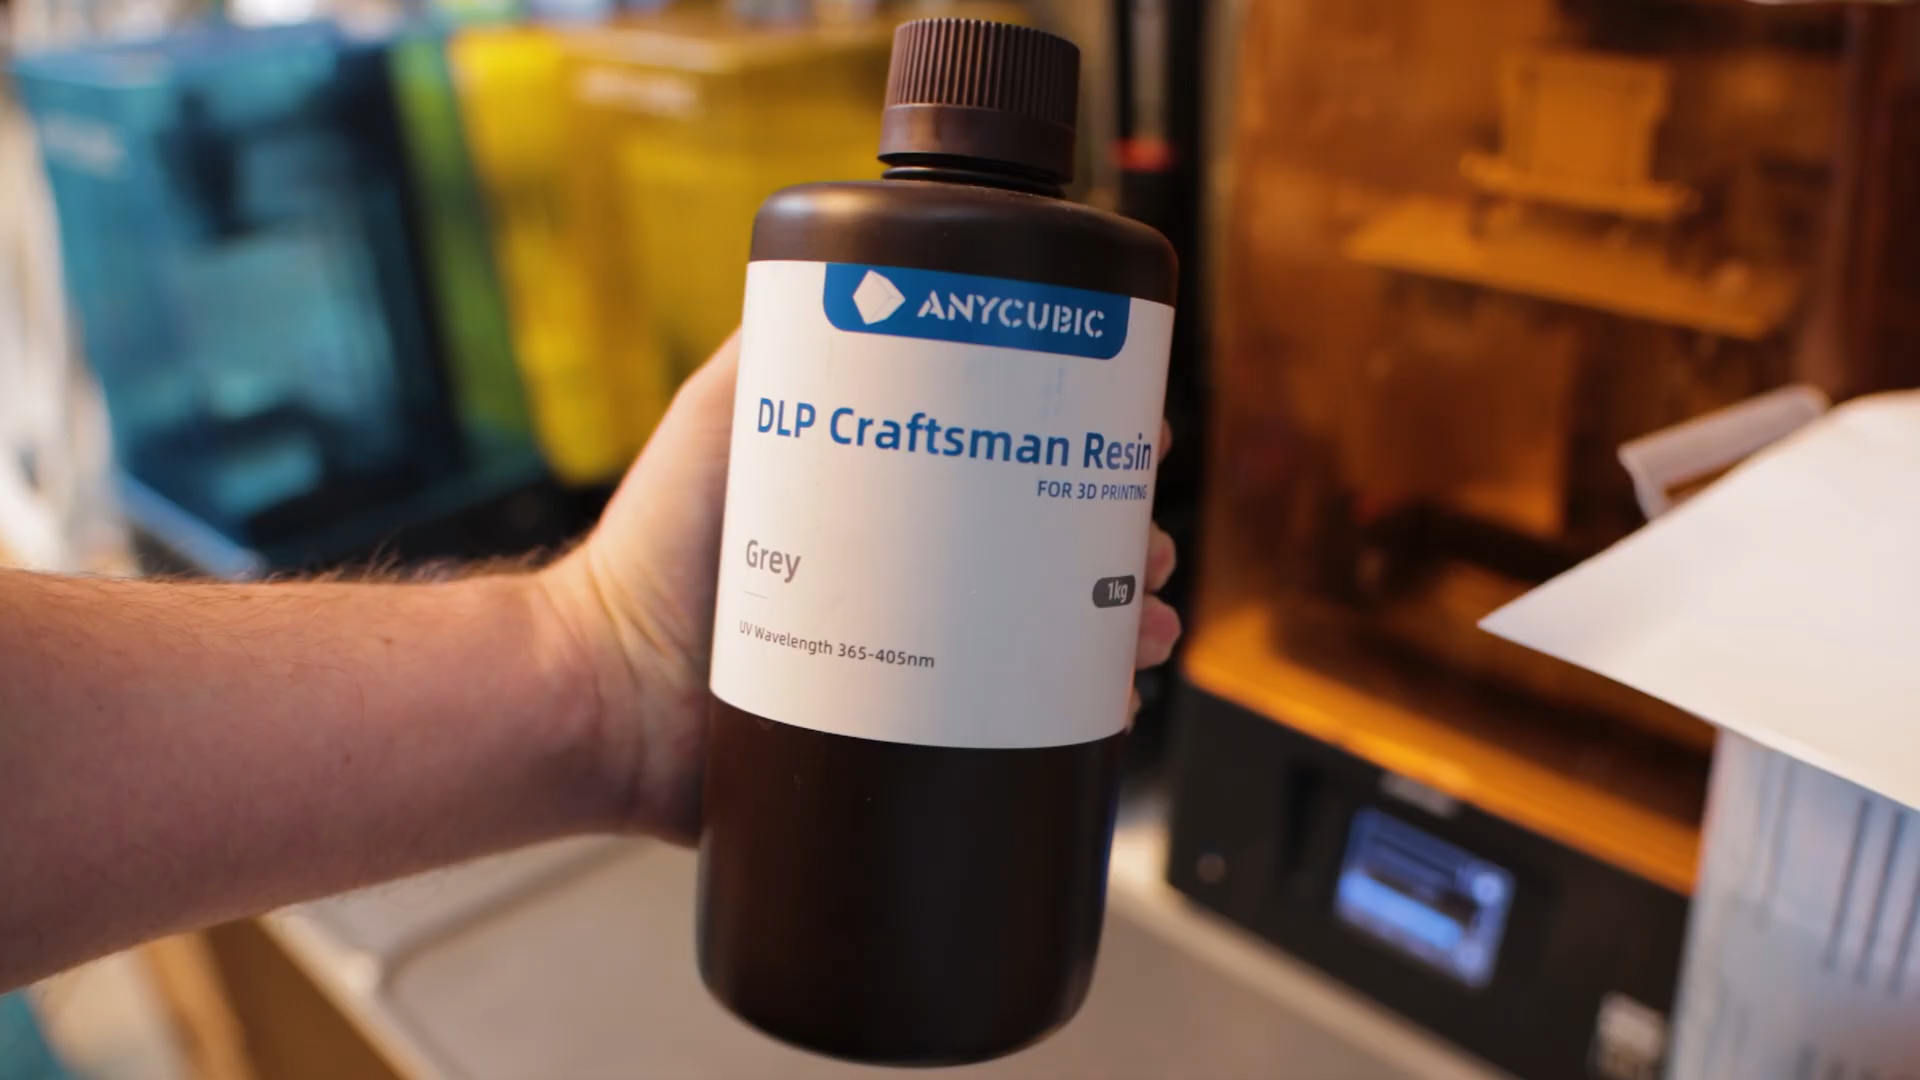 ANYCUBIC
DLP Craftsman Resin
FOR 3D PRINTING
Grey
1kg
UV Wavelength 365-405nm